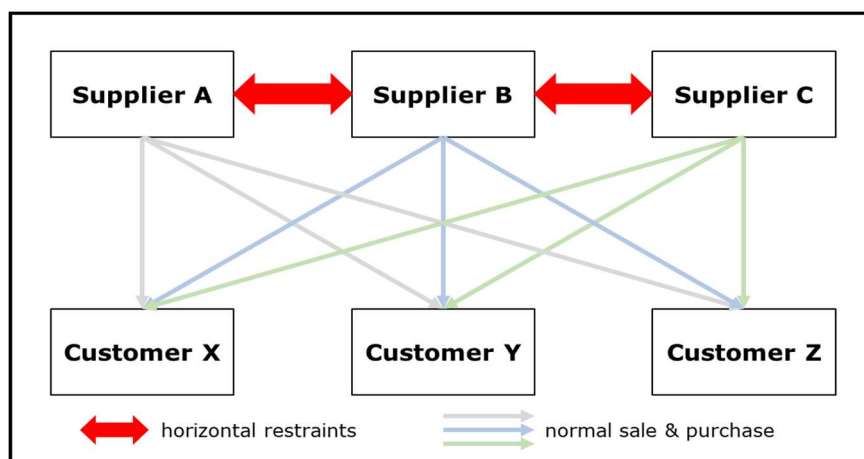 Supplier A
Supplier B
Supplier C
Customer X
Customer Y
Customer Z
horizontal restraints
normal sale & purchase